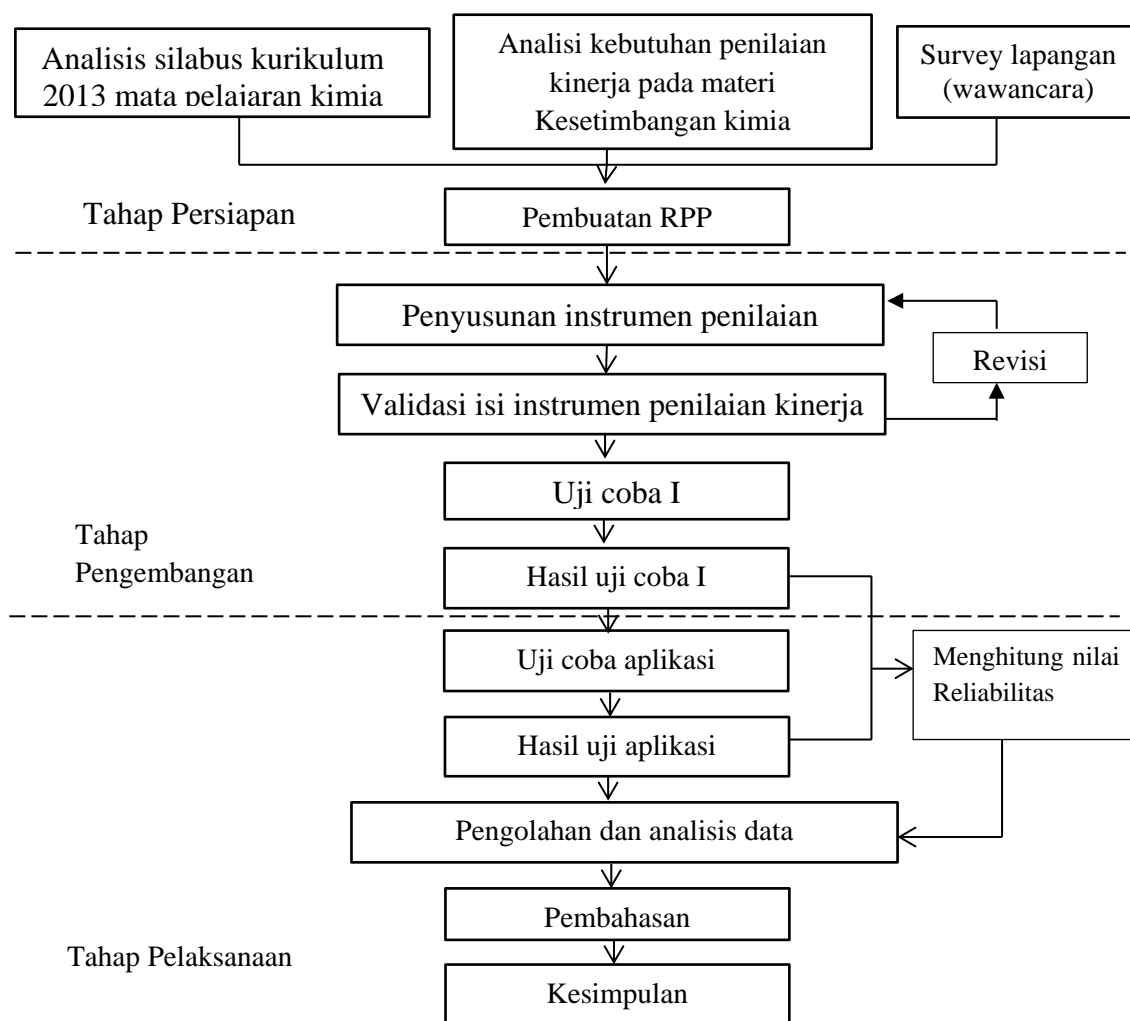 Analisis silabus kurikulum
2013 mata pelajaran kimia
Analisi kebutuhan penilaian
kinerja pada materi
Kesetimbangan kimia
Survey lapangan
(wawancara)
Tahap Persiapan
Pembuatan RPP
Penyusunan instrumen penilaian
Revisi
Validasi isi instrumen penilaian kinerja
Uji coba I
Tahap
Pengembangan
Hasil uji coba I
Uji coba aplikasi
Menghitung nilai
Reliabilitas
Hasil uji aplikasi
Pengolahan dan analisis data
Pembahasan
Tahap Pelaksanaan
Kesimpulan